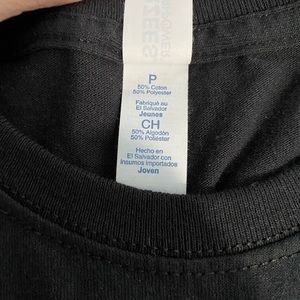 P
50% Coton
50% Polyester
Fabriqué au
El Salvador
Jeunes
CH
50% Algodón
50% Poliéster
Hecho en
El Salvador con
insumos importados
Joven